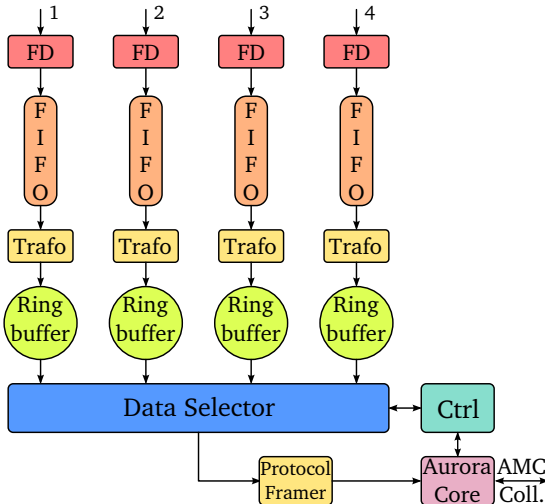 1 2 3 4
FD FD FD FD
F F F F
I I I I
F F F F
O O O O
Trafo Trafo Trafo Trafo
Ring Ring Ring Ring
buffer buffer buffer buffer
Data Selector Ctrl
Protocol Aurora AMC
Framer Core Coll.